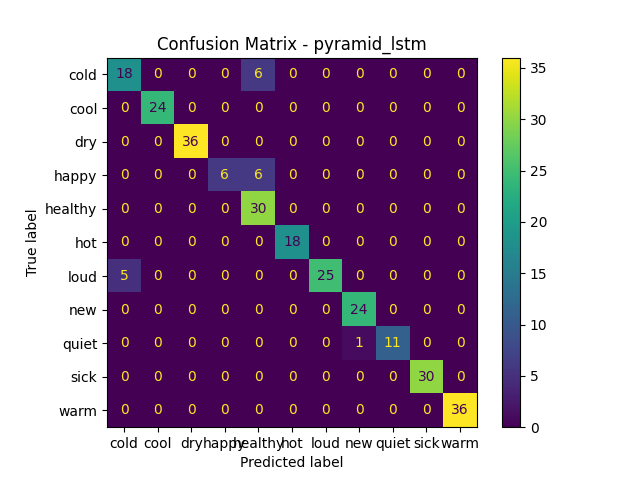 Confusion Matrix - pyramid_lstm
True label
cold 18 0 0 0 6 0 0 0 0 0 0
cool 0 24 0 0 0 0 0 0 0 0 0
dry 0 0 36 0 0 0 0 0 0 0 0
happy 0 0 0 6 6 0 0 0 0 0 0
healthy 0 0 0 0 30 0 0 0 0 0 0
hot 0 0 0 0 0 18 0 0 0 0 0
loud 5 0 0 0 0 0 25 0 0 0 0
new 0 0 0 0 0 0 0 24 0 0 0
quiet 0 0 0 0 0 0 0 1 11 0 0
sick 0 0 0 0 0 0 0 0 0 30 0
warm 0 0 0 0 0 0 0 0 0 0 36
cold cool dry happy healthy hot loud new quiet sick warm
Predicted label
35
30
25
20
15
10
5
0